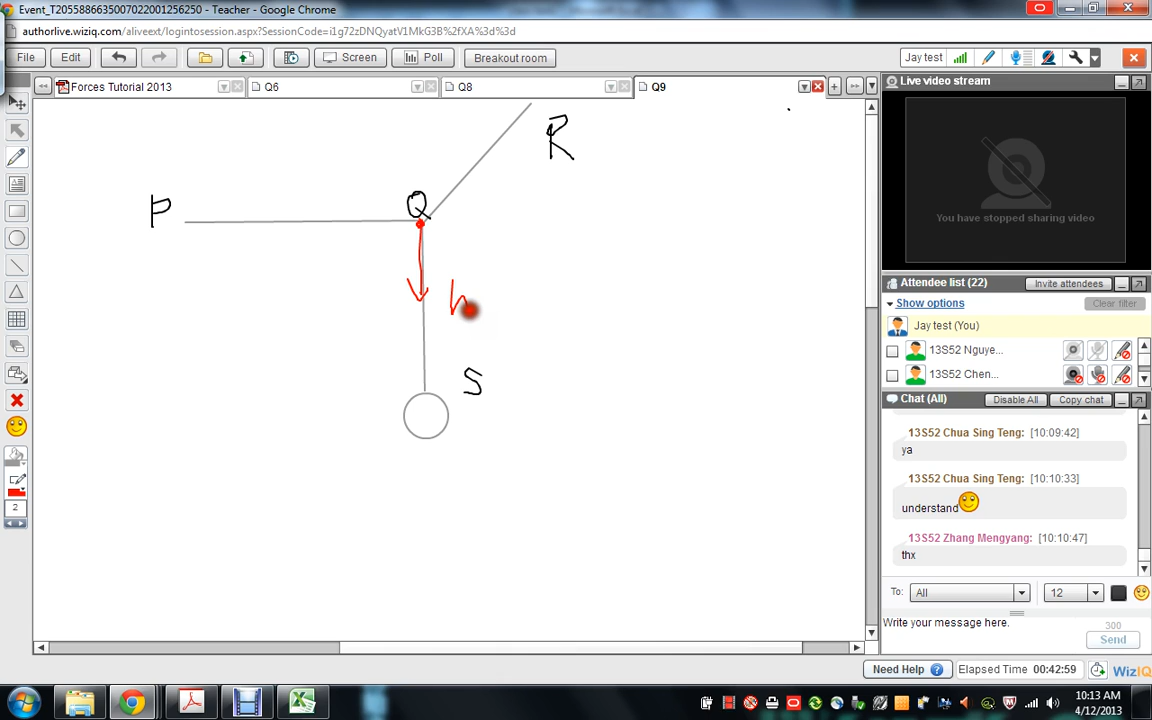 Event_T2055886635007022001256250 - Teacher - Google Chrome
authorlive.wiziq.com/aliveext/logintosession.aspx?SessionCode=i1g72zDNQyatV1MkG3B%2fXA%3d%3d
File Edit Screen Poll Breakout room Jay test
Forces Tutorial 2013 Q6 Q8 Q9
Live video stream
You have stopped sharing video
R
P
Q
S
Attendee list (22) Invite attendees
Show options Clear filter
Jay test (You)
13S52 Nguye...
13S52 Chen...
Chat (All) Disable All Copy chat
13S52 Chua Sing Teng: [10:09:42]
ya
13S52 Chua Sing Teng: [10:10:33]
understand
13S52 Zhang Mengyang: [10:10:47]
thx
To: All 12
Write your message here.
300
Send
2
Need Help ? Elapsed Time 00:42:59 WizIQ
10:13 AM
4/12/2013